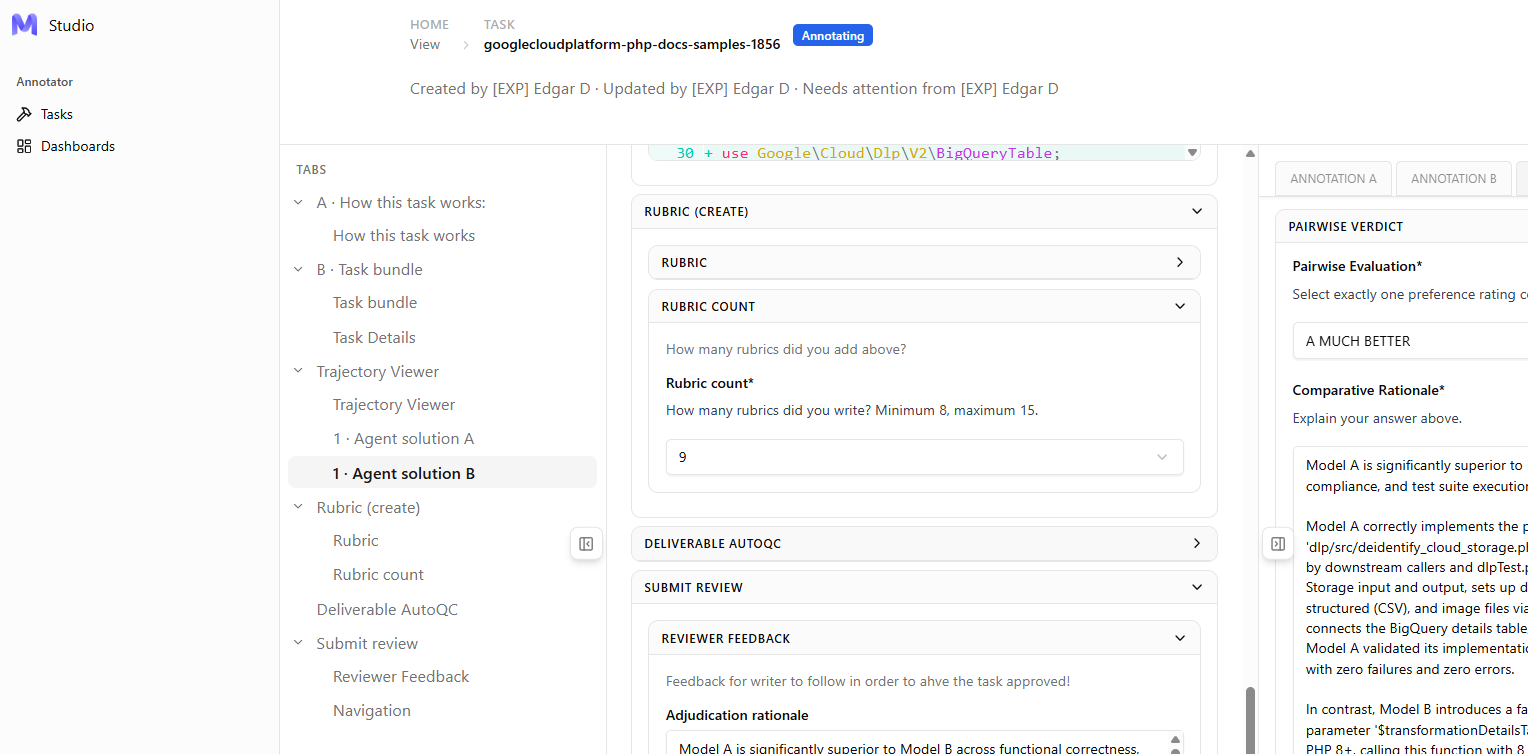 Studio
Annotator
Tasks
Dashboards
HOME
View
TASK
googlecloudplatform-php-docs-samples-1856
Annotating
Created by [EXP] Edgar D · Updated by [EXP] Edgar D · Needs attention from [EXP] Edgar D
TABS
A · How this task works:
How this task works
B · Task bundle
Task bundle
Task Details
Trajectory Viewer
Trajectory Viewer
1 · Agent solution A
1 · Agent solution B
Rubric (create)
Rubric
Rubric count
Deliverable AutoQC
Submit review
Reviewer Feedback
Navigation
30 + use Google\Cloud\Dlp\V2\BigQueryTable;
RUBRIC (CREATE)
RUBRIC
RUBRIC COUNT
How many rubrics did you add above?
Rubric count*
How many rubrics did you write? Minimum 8, maximum 15.
9
DELIVERABLE AUTOQC
SUBMIT REVIEW
REVIEWER FEEDBACK
Feedback for writer to follow in order to ahve the task approved!
Adjudication rationale
Model A is significantly superior to Model B across functional correctness,
ANNOTATION A
ANNOTATION B
PAIRWISE VERDICT
Pairwise Evaluation*
Select exactly one preference rating
A MUCH BETTER
Comparative Rationale*
Explain your answer above.
Model A is significantly superior to
compliance, and test suite execution
Model A correctly implements the
'dlp/src/deidentify_cloud_storage.
by downstream callers and dlpTest.
Storage input and output, sets up
structured (CSV), and image files via
connects the BigQuery details table
Model A validated its
with zero failures and zero errors.
In contrast, Model B introduces a
parameter
PHP 8+, calling this function with 8